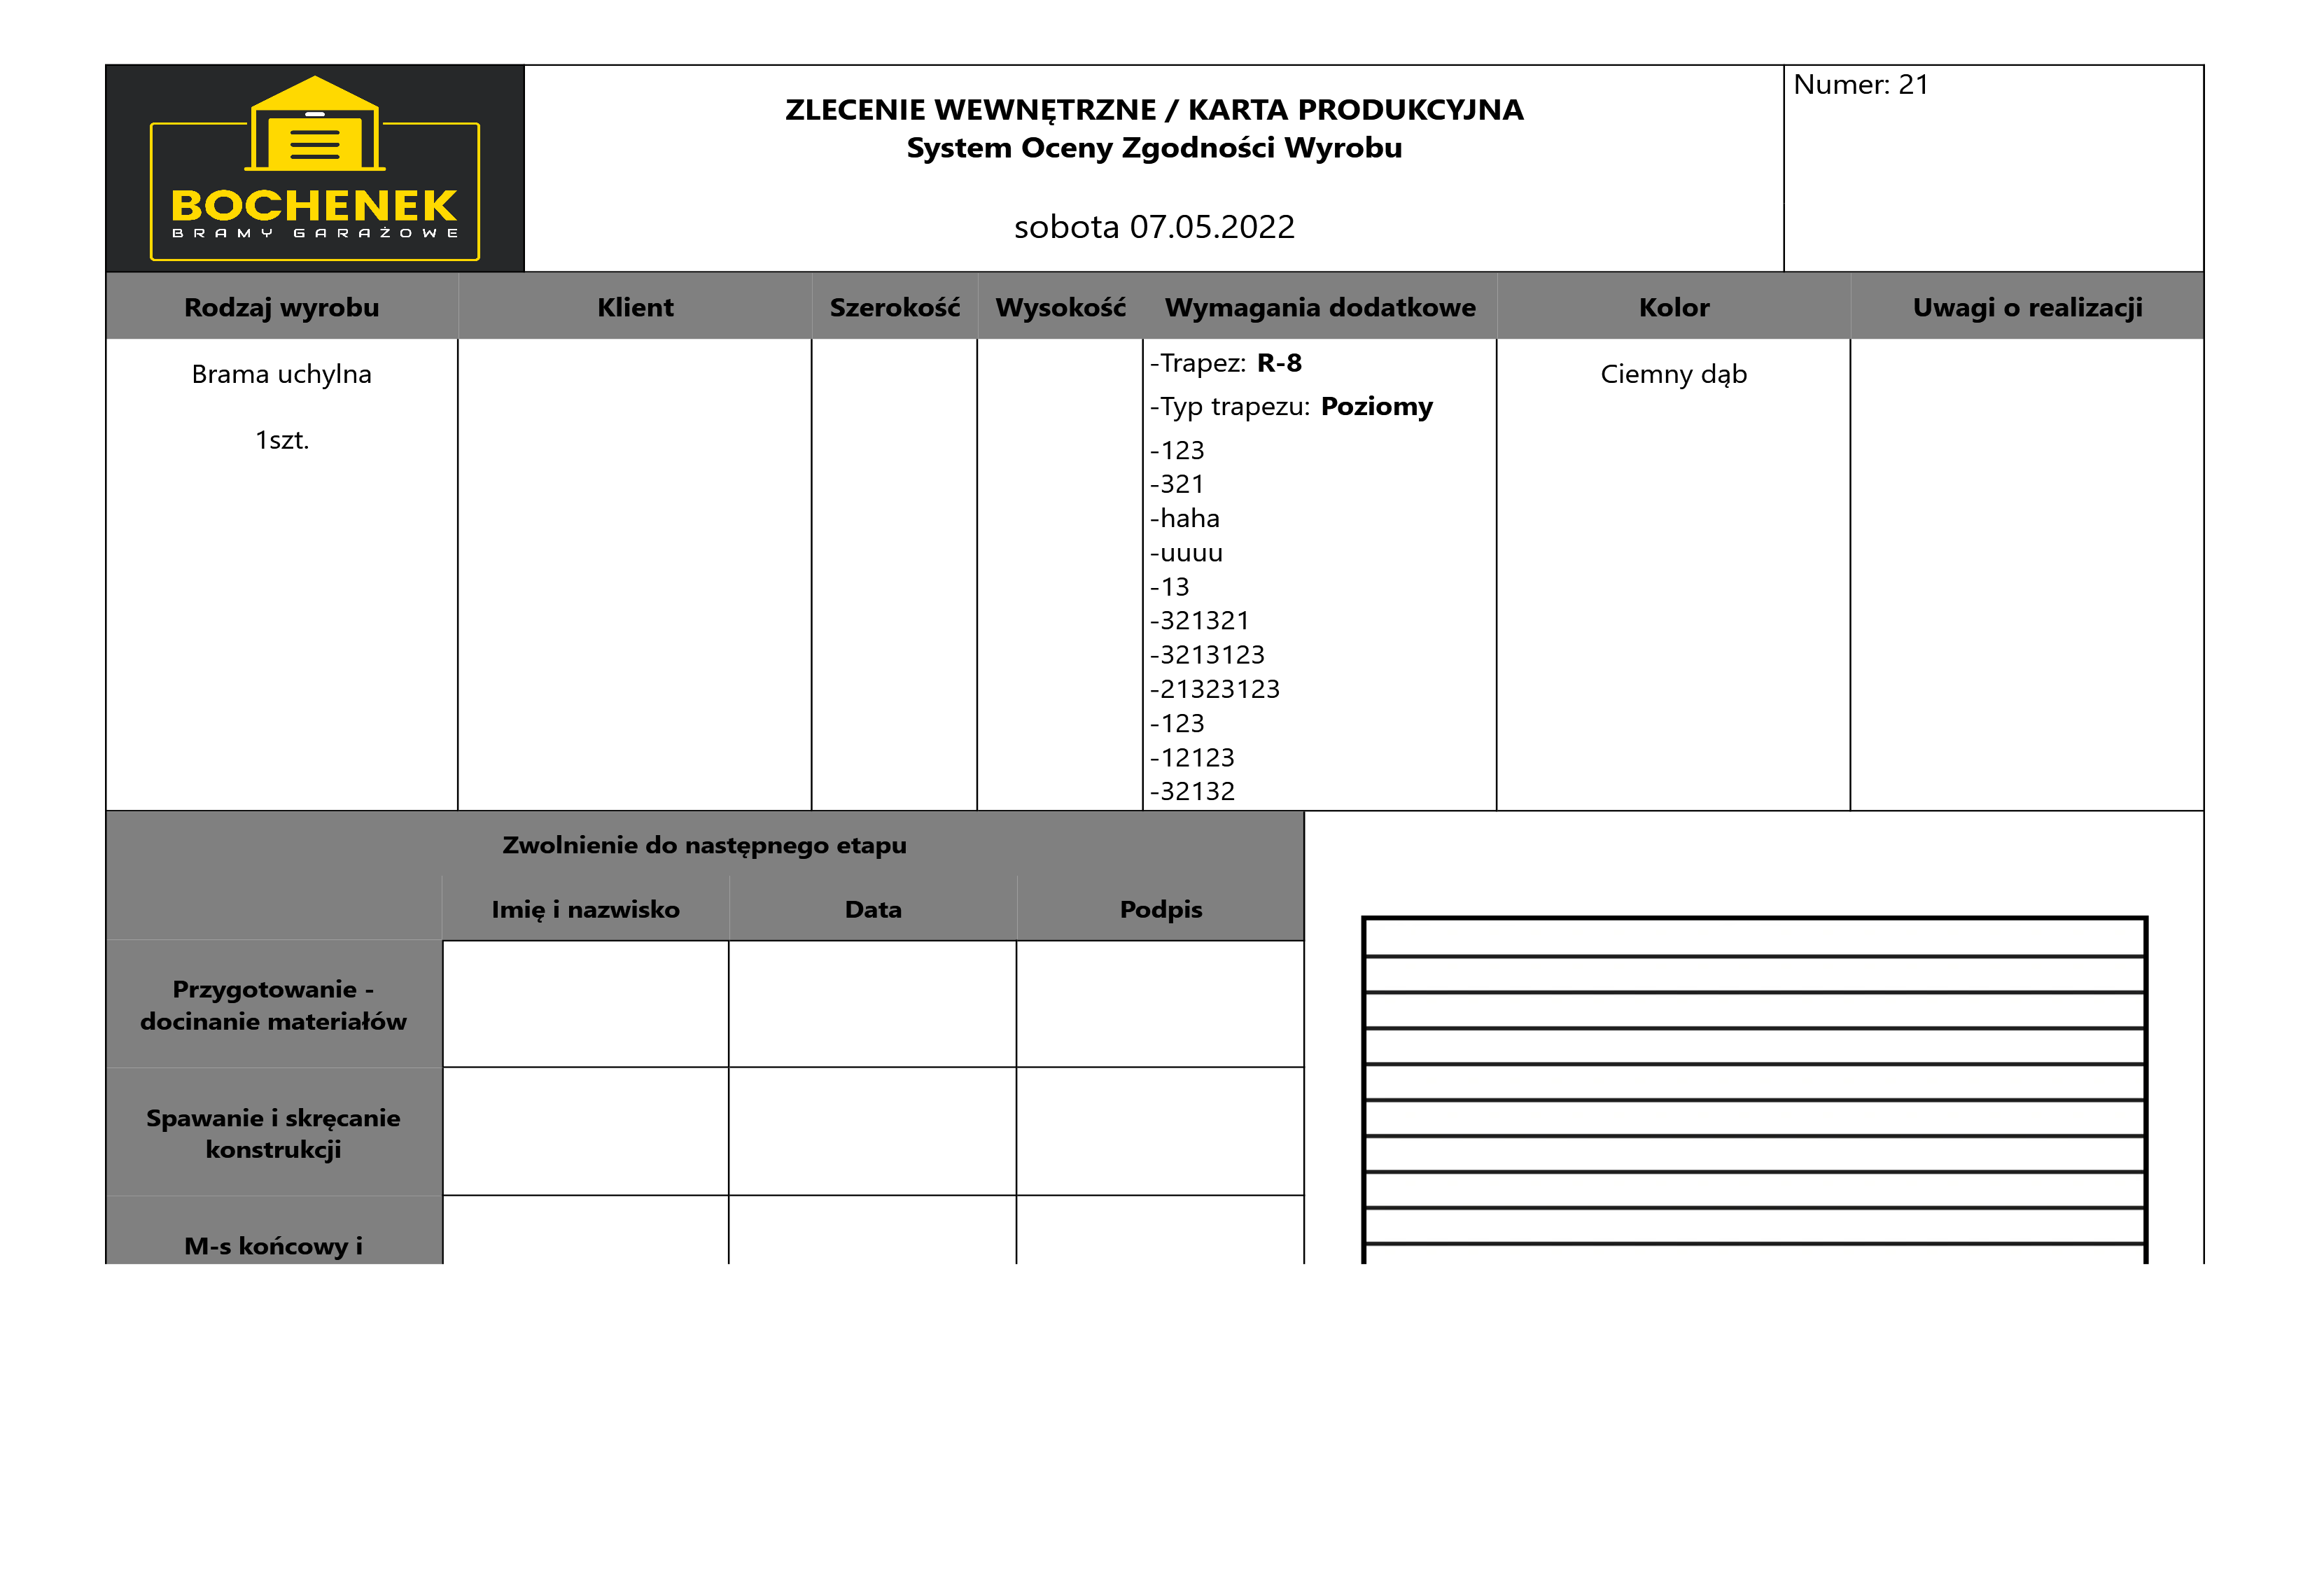 BOCHENEK
BRAMY GARAŻOWE
ZLECENIE WEWNĘTRZNE / KARTA PRODUKCYJNA
System Oceny Zgodności Wyrobu
sobota 07.05.2022
Numer: 21
Rodzaj wyrobu Klient Szerokość Wysokość Wymagania dodatkowe Kolor Uwagi o realizacji
Brama uchylna
1szt.
-Trapez: R-8
-Typ trapezu: Poziomy
-123
-321
-haha
-uuuu
-13
-321321
-3213123
-21323123
-123
-12123
-32132
Ciemny dąb
Zwolnienie do następnego etapu
Imię i nazwisko Data Podpis
Przygotowanie -
docinanie materiałów
Spawanie i skręcanie
konstrukcji
M-s końcowy i